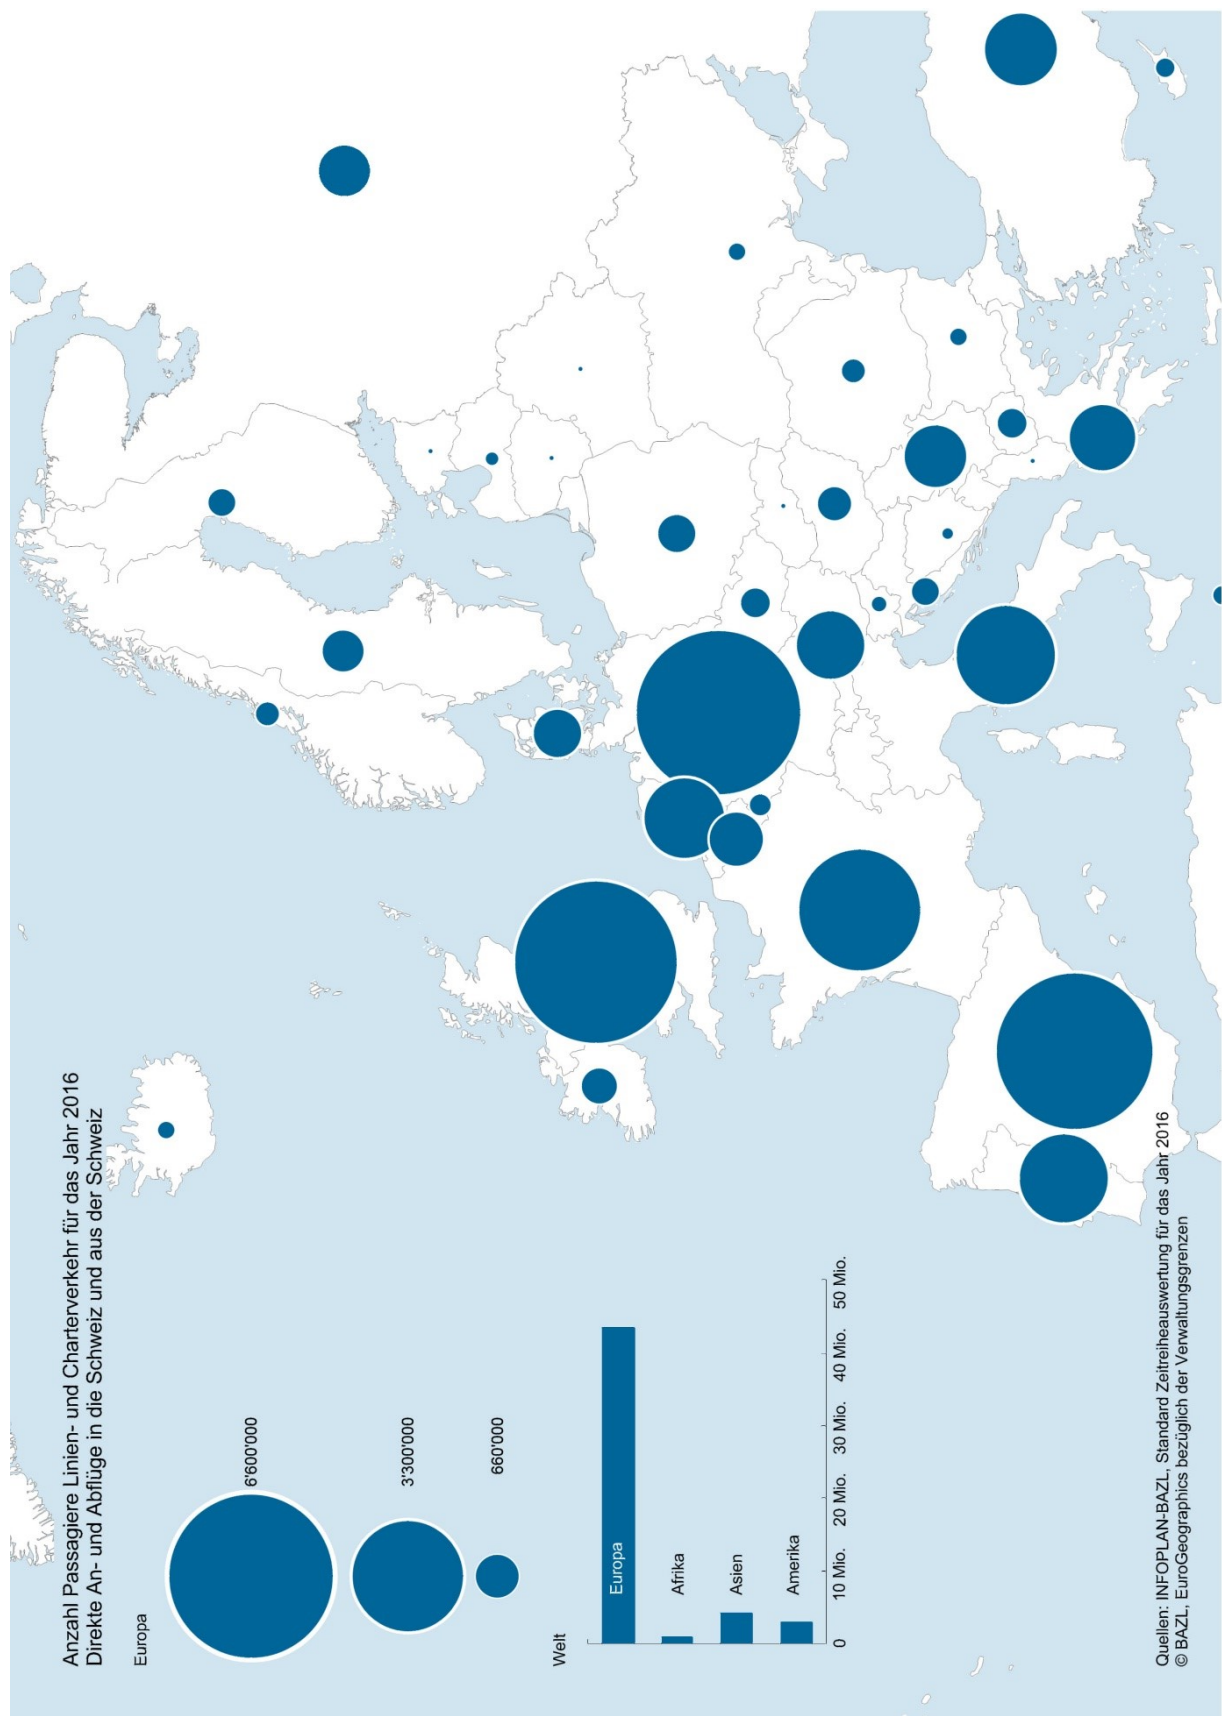 Anzahl Passagiere Linien- und Charterverkehr für das Jahr 2016
Direkte An- und Abflüge in die Schweiz und aus der Schweiz
Europa
6'600'000
3'300'000
660'000
Welt
Europa
Afrika
Asien
Amerika
0 10 Mio. 20 Mio. 30 Mio. 40 Mio. 50 Mio.
Quellen: INFOPLAN-BAZL, Standard Zeitreiheauswertung für das Jahr 2016
© BAZL, EuroGeographics bezüglich der Verwaltungsgrenzen